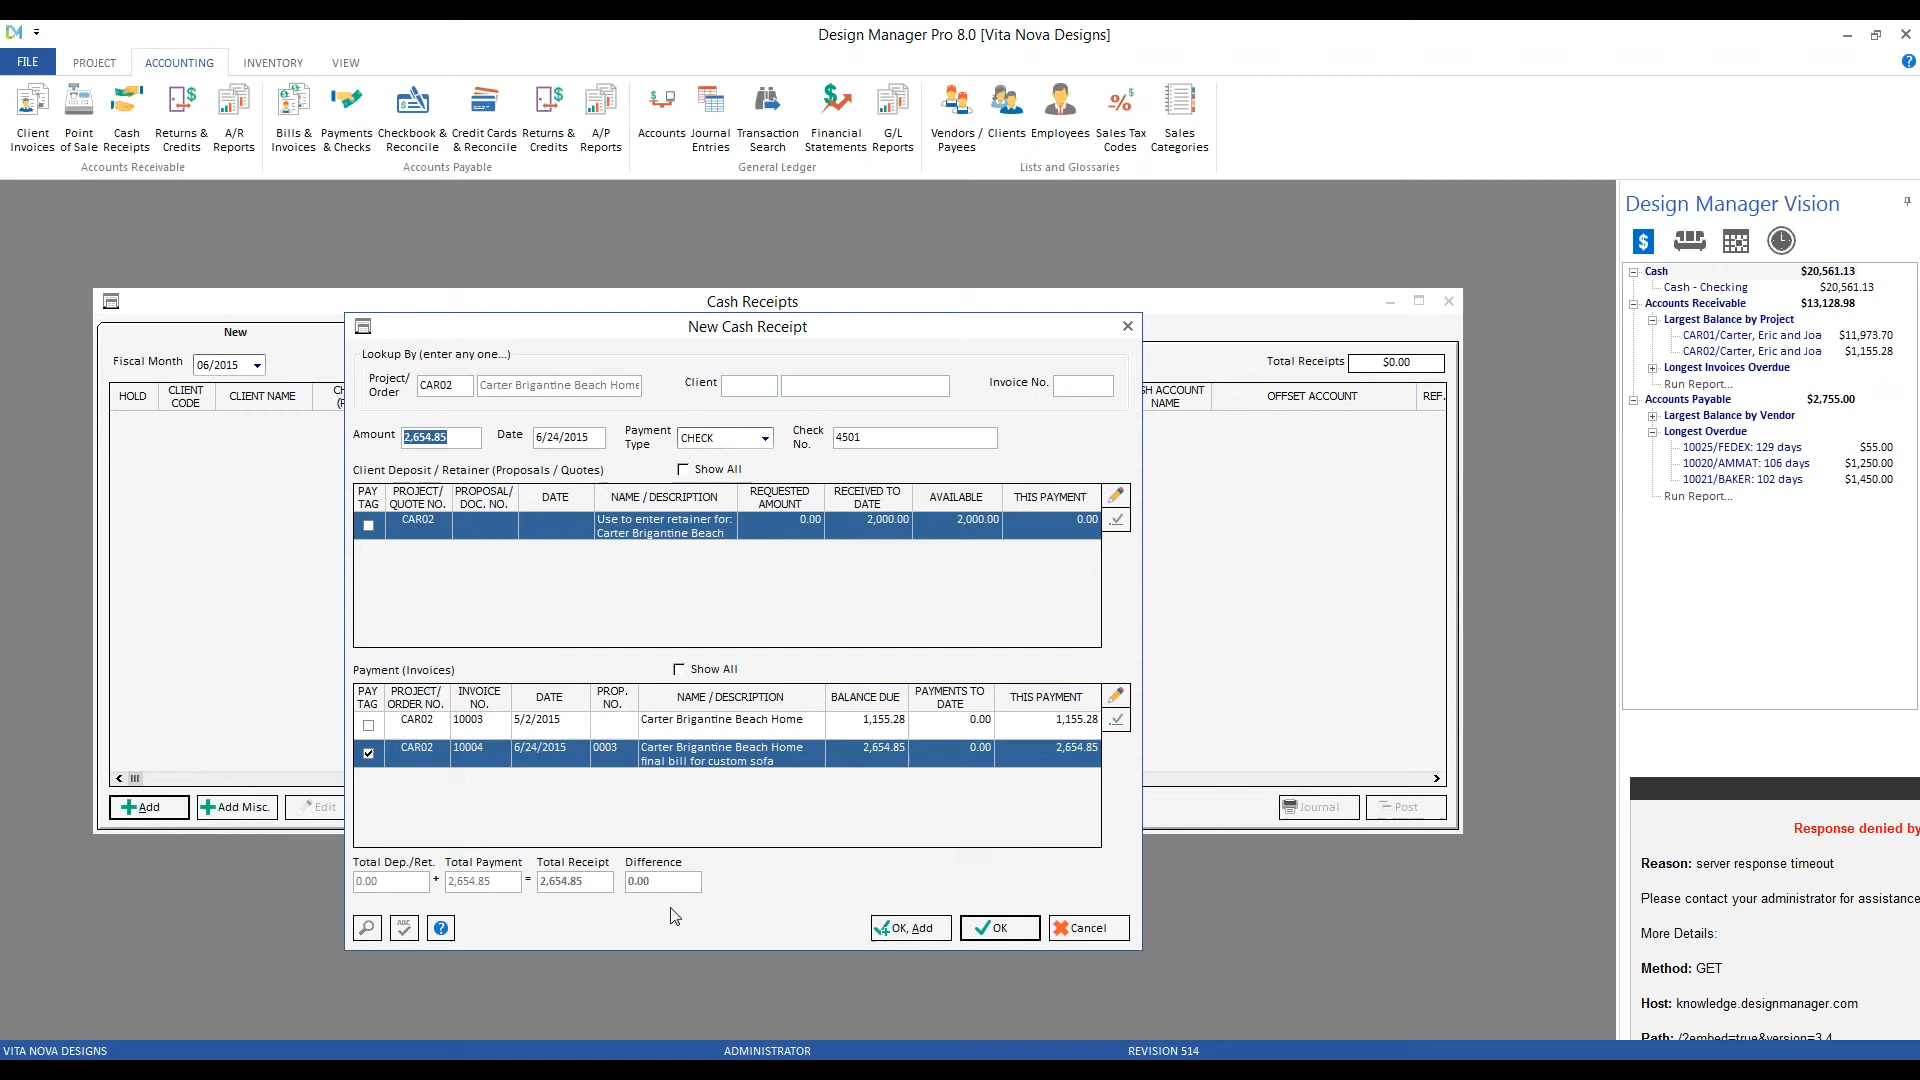 Design Manager Pro 8.0 [Vita Nova Designs]
FILE PROJECT ACCOUNTING INVENTORY VIEW
Client Invoices
Point of Sale
Cash Receipts
Returns & Credits
A/R Reports
Accounts Receivable
Bills & Invoices
Payments & Checks
Checkbook & Reconcile
Credit Cards & Reconcile
Returns & Credits
A/P Reports
Accounts Payable
Accounts
Journal Entries
Transaction Search
Financial Statements
G/L Reports
General Ledger
Vendors / Payees
Clients
Employees
Sales Tax Codes
Sales Categories
Lists and Glossaries
Cash Receipts
New
Fiscal Month 06/2015
Total Receipts $0.00
HOLD
CLIENT CODE
CLIENT NAME
SH ACCOUNT NAME
OFFSET ACCOUNT
REF.
Add
Add Misc.
Edit
Journal
Post
New Cash Receipt
Lookup By (enter any one...)
Project/ Order CAR02 Carter Brigantine Beach Home
Client
Invoice No.
Amount 2,654.85
Date 6/24/2015
Payment Type CHECK
Check No. 4501
Client Deposit / Retainer (Proposals / Quotes)
Show All
PAY TAG
PROJECT/ QUOTE NO.
PROPOSAL/ DOC. NO.
DATE
NAME / DESCRIPTION
REQUESTED AMOUNT
RECEIVED TO DATE
AVAILABLE
THIS PAYMENT
CAR02 Use to enter retainer for: 0.00 2,000.00 2,000.00 0.00
Carter Brigantine Beach
Payment (Invoices)
Show All
PAY TAG
PROJECT/ ORDER NO.
INVOICE NO.
DATE
PROP. NO.
NAME / DESCRIPTION
BALANCE DUE
PAYMENTS TO DATE
THIS PAYMENT
CAR02 10003 5/2/2015 Carter Brigantine Beach Home 1,155.28 0.00 1,155.28
CAR02 10004 6/24/2015 0003 Carter Brigantine Beach Home 2,654.85 0.00 2,654.85
final bill for custom sofa
Total Dep./Ret. Total Payment Total Receipt Difference
0.00 + 2,654.85 = 2,654.85 0.00
ABC
OK, Add
OK
Cancel
Design Manager Vision
Cash $20,561.13
Cash - Checking $20,561.13
Accounts Receivable $13,128.98
Largest Balance by Project
CAR01/Carter, Eric and Joa $11,973.70
CAR02/Carter, Eric and Joa $1,155.28
Largest Invoices Overdue
Run Report...
Accounts Payable $2,755.00
Largest Balance by Vendor
Longest Overdue
10025/FEDEX: 129 days $55.00
10020/AMMAT: 106 days $1,250.00
10021/BAKER: 102 days $1,450.00
Run Report...
Response denied by
Reason: server response timeout
Please contact your administrator for assistance
More Details:
Method: GET
Host: knowledge.designmanager.com
Path: /?embed=true&version=3.4
VITA NOVA DESIGNS ADMINISTRATOR REVISION 514